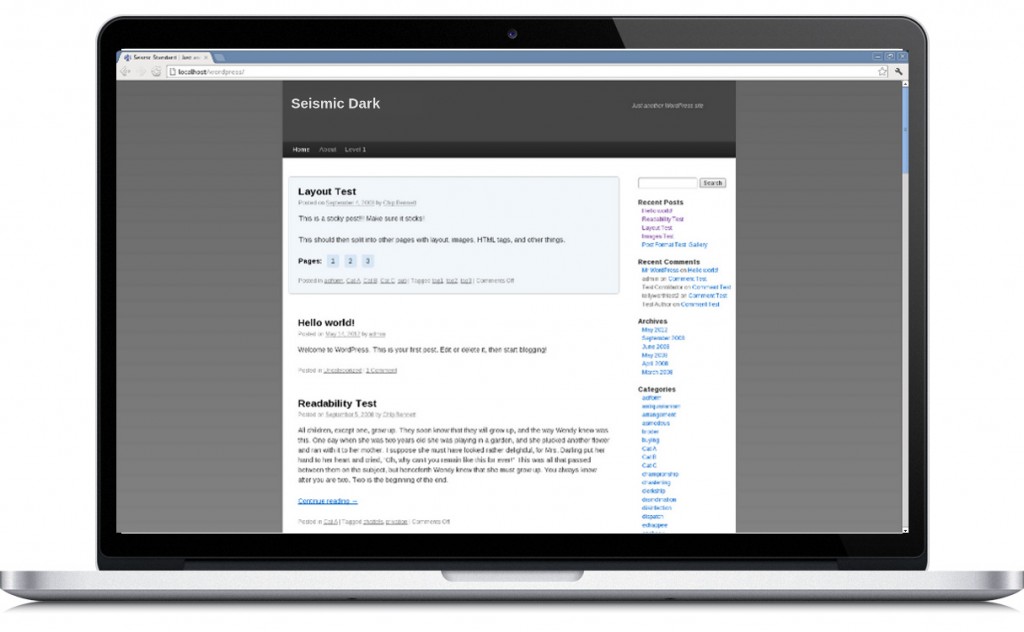 localhost/wordpress/
Seismic Dark
Just another WordPress site
Home About Level 1
Layout Test
Posted on September 4, 2008 by Chip Bennett
This is a sticky post!!! Make sure it sticks!
This should then split into other pages with layout, images, HTML tags, and other things.
Pages: 1 2 3
Posted in Cat A, Cat B, Cat C, | Tagged tag1, tag2, tag3 | Comments Off
Hello world!
Posted on 2012 by admin
Welcome to WordPress. This is your first post. Edit or delete it, then start blogging!
Posted in Uncategorized | 1 Comment
Readability Test
Posted on September 5, 2008 by Chip Bennett
All children, except one, grow up. They soon know that they will grow up, and the way Wendy knew was
this. One day when she was two years old she was playing in a garden, and she plucked another flower
and ran with it to her mother. I suppose she must have looked rather delightful, for Mrs. Darling put her
hand to her heart and cried, "Oh, why can't you remain like this for ever!" This was all that passed
between them on the subject, but henceforth Wendy knew that she must grow up. You always know
after you are two. Two is the beginning of the end.
Continue reading →
Posted in Cat A | Tagged chattels, privation | Comments Off
Search
Recent Posts
Hello world!
Readability Test
Layout Test
Images Test
Post Format Test: Gallery
Recent Comments
Mr WordPress on Hello world!
admin on Comment Test
Test Contributor on Comment Test
on Comment Test
Test Author on Comment Test
Archives
May 2012
September 2008
June 2008
May 2008
April 2008
March 2008
Categories
aciform
antiquarianism
arrangement
asmodeus
broder
buying
Cat A
Cat B
Cat C
championship
chastening
clerkship
disinclination
disinfection
dispatch
echappee